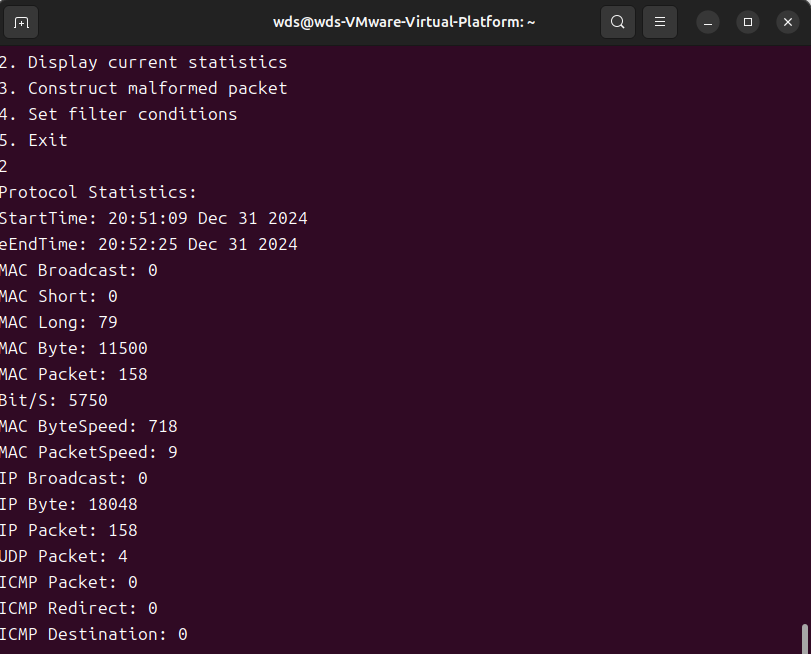 wds@wds-VMware-Virtual-Platform: ~
2. Display current statistics
3. Construct malformed packet
4. Set filter conditions
5. Exit
2
Protocol Statistics:
StartTime: 20:51:09 Dec 31 2024
eEndTime: 20:52:25 Dec 31 2024
MAC Broadcast: 0
MAC Short: 0
MAC Long: 79
MAC Byte: 11500
MAC Packet: 158
Bit/S: 5750
MAC ByteSpeed: 718
MAC PacketSpeed: 9
IP Broadcast: 0
IP Byte: 18048
IP Packet: 158
UDP Packet: 4
ICMP Packet: 0
ICMP Redirect: 0
ICMP Destination: 0